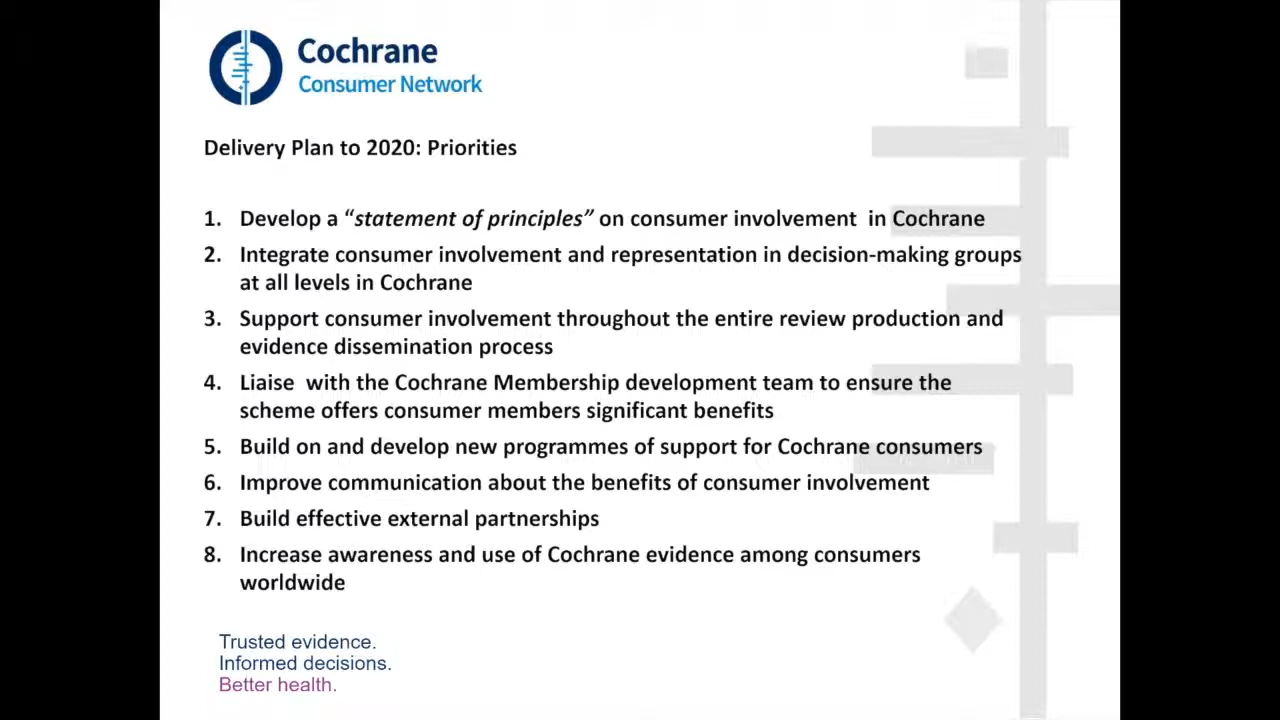 Cochrane
Consumer Network
Delivery Plan to 2020: Priorities
1. Develop a “statement of principles” on consumer involvement in Cochrane
2. Integrate consumer involvement and representation in decision-making groups
at all levels in Cochrane
3. Support consumer involvement throughout the entire review production and
evidence dissemination process
4. Liaise with the Cochrane Membership development team to ensure the
scheme offers consumer members significant benefits
5. Build on and develop new programmes of support for Cochrane consumers
6. Improve communication about the benefits of consumer involvement
7. Build effective external partnerships
8. Increase awareness and use of Cochrane evidence among consumers
worldwide
Trusted evidence.
Informed decisions.
Better health.